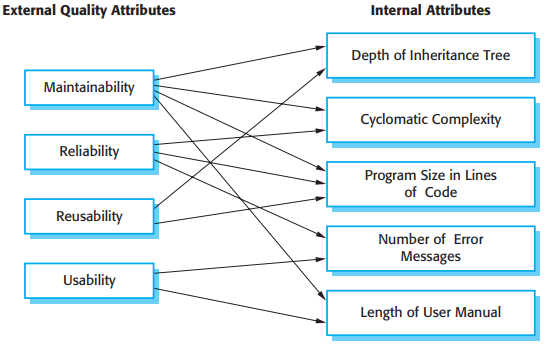 External Quality Attributes
Internal Attributes
Maintainability
Reliability
Reusability
Usability
Depth of Inheritance Tree
Cyclomatic Complexity
Program Size in Lines
of Code
Number of Error
Messages
Length of User Manual